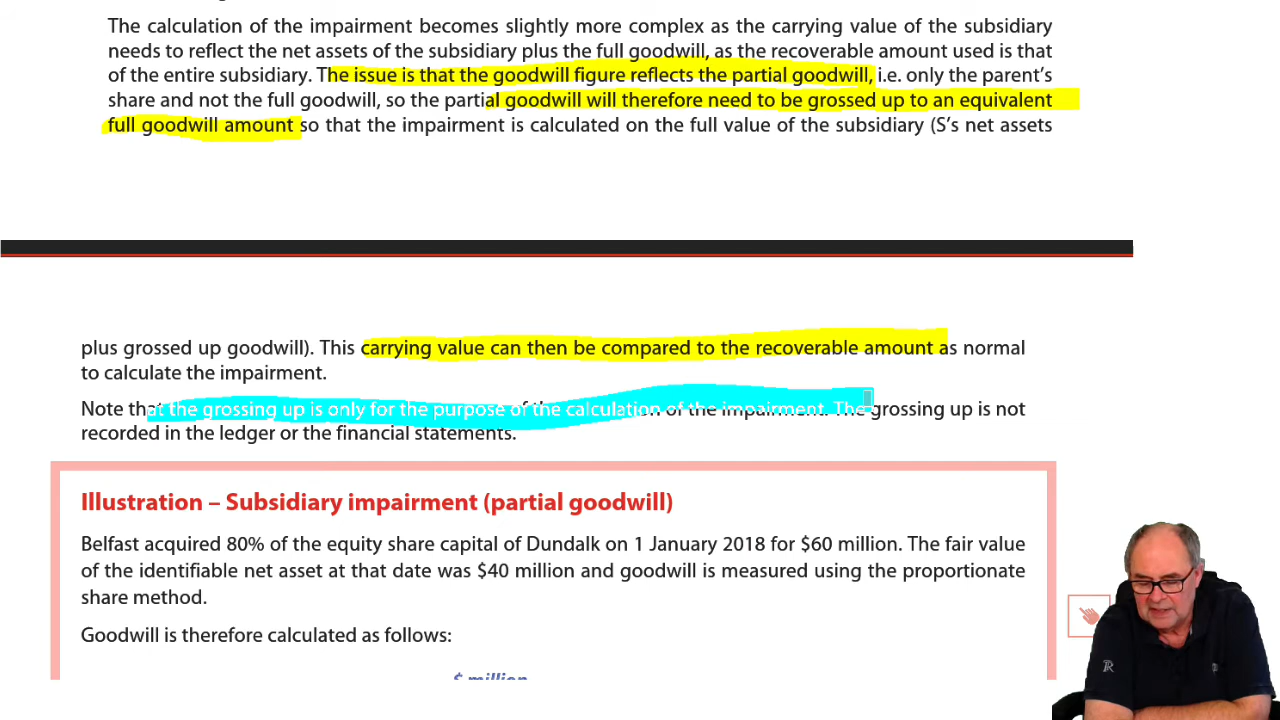 The calculation of the impairment becomes slightly more complex as the carrying value of the subsidiary
needs to reflect the net assets of the subsidiary plus the full goodwill, as the recoverable amount used is that
of the entire subsidiary. The issue is that the goodwill figure reflects the partial goodwill, i.e. only the parent's
share and not the full goodwill, so the partial goodwill will therefore need to be grossed up to an equivalent
full goodwill amount so that the impairment is calculated on the full value of the subsidiary (S's net assets
plus grossed up goodwill). This carrying value can then be compared to the recoverable amount as normal
to calculate the impairment.
Note that the grossing up is only for the purpose of the calculation of the impairment. The grossing up is not
recorded in the ledger or the financial statements.
Illustration – Subsidiary impairment (partial goodwill)
Belfast acquired 80% of the equity share capital of Dundalk on 1 January 2018 for $60 million. The fair value
of the identifiable net asset at that date was $40 million and goodwill is measured using the proportionate
share method.
Goodwill is therefore calculated as follows:
$ million